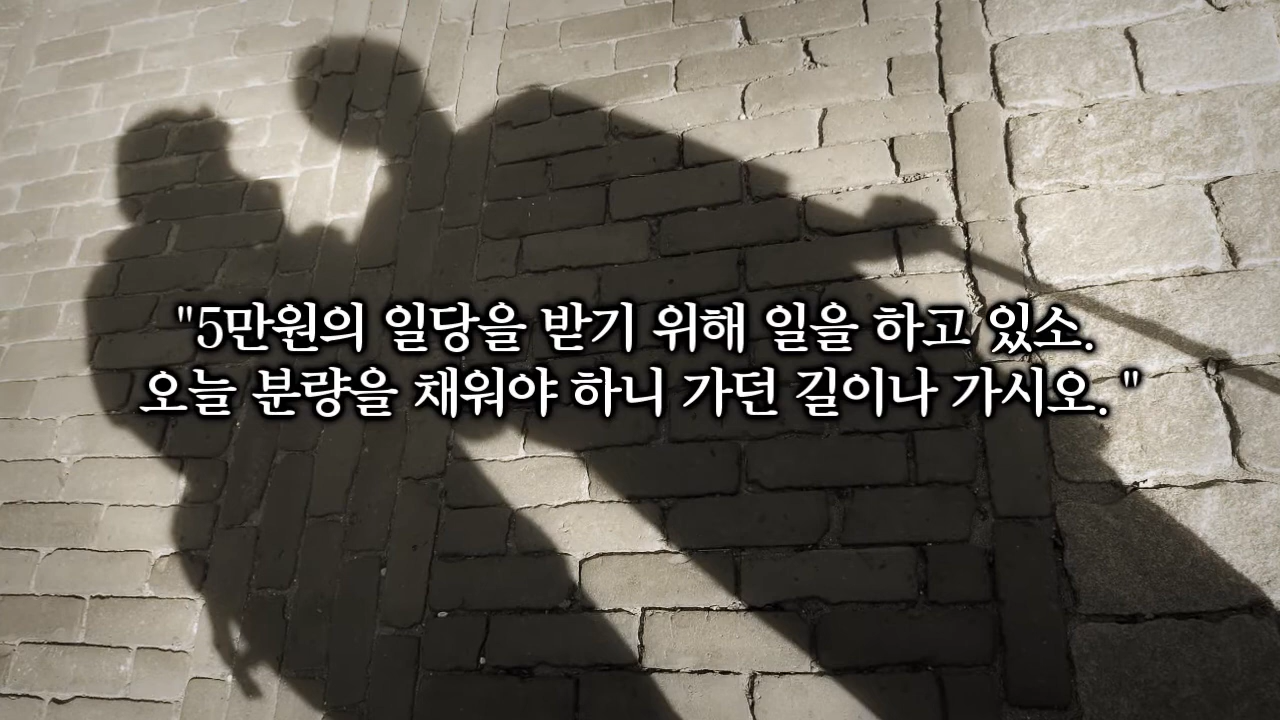 "5만원의 일당을 받기 위해 일을 하고 있소.
오늘 분량을 채워야 하니 가던 길이나 가시오. "